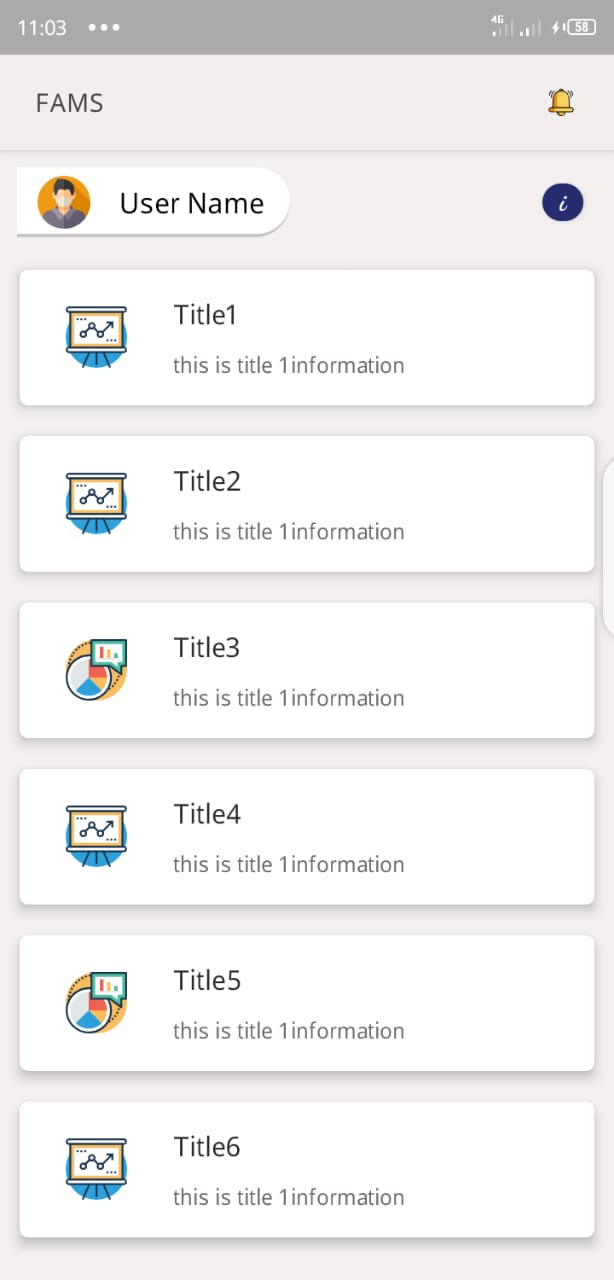 11:03
4G
58
FAMS
User Name
i
Title1
this is title 1information
Title2
this is title 1information
Title3
this is title 1information
Title4
this is title 1information
Title5
this is title 1information
Title6
this is title 1information